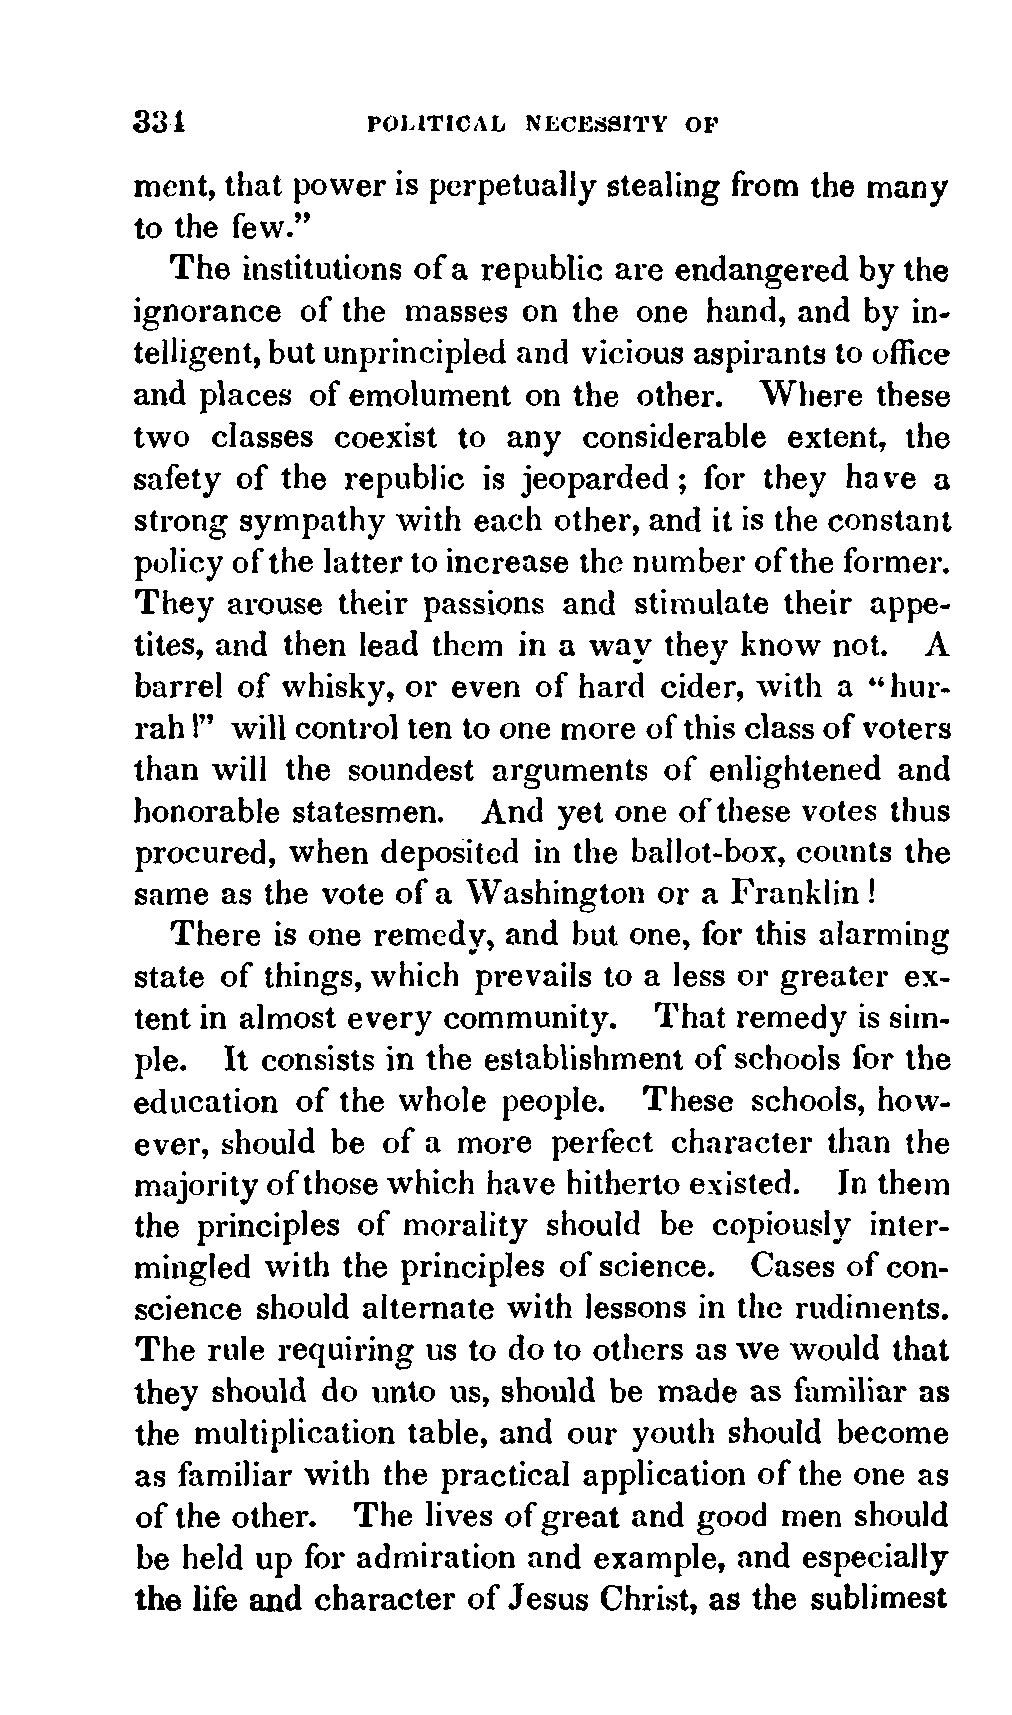 334 POLITICAL NECESSITY OF
ment, that power is perpetually stealing from the many
to the few.”
The institutions of a republic are endangered by the
ignorance of the masses on the one hand, and by in-
telligent, but unprincipled and vicious aspirants to office
and places of emolument on the other. Where these
two classes coexist to any considerable extent, the
safety of the republic is jeoparded; for they have a
strong sympathy with each other, and it is the constant
policy of the latter to increase the number of the former.
They arouse their passions and stimulate their appe-
tites, and then lead them in a way they know not. A
barrel of whisky, or even of hard cider, with a “hur-
rah!” will control ten to one more of this class of voters
than will the soundest arguments of enlightened and
honorable statesmen. And yet one of these votes thus
procured, when deposited in the ballot-box, counts the
same as the vote of a Washington or a Franklin!
There is one remedy, and but one, for this alarming
state of things, which prevails to a less or greater ex-
tent in almost every community. That remedy is sim-
ple. It consists in the establishment of schools for the
education of the whole people. These schools, how-
ever, should be of a more perfect character than the
majority of those which have hitherto existed. In them
the principles of morality should be copiously inter-
mingled with the principles of science. Cases of con-
science should alternate with lessons in the rudiments.
The rule requiring us to do to others as we would that
they should do unto us, should be made as familiar as
the multiplication table, and our youth should become
as familiar with the practical application of the one as
of the other. The lives of great and good men should
be held up for admiration and example, and especially
the life and character of Jesus Christ, as the sublimest